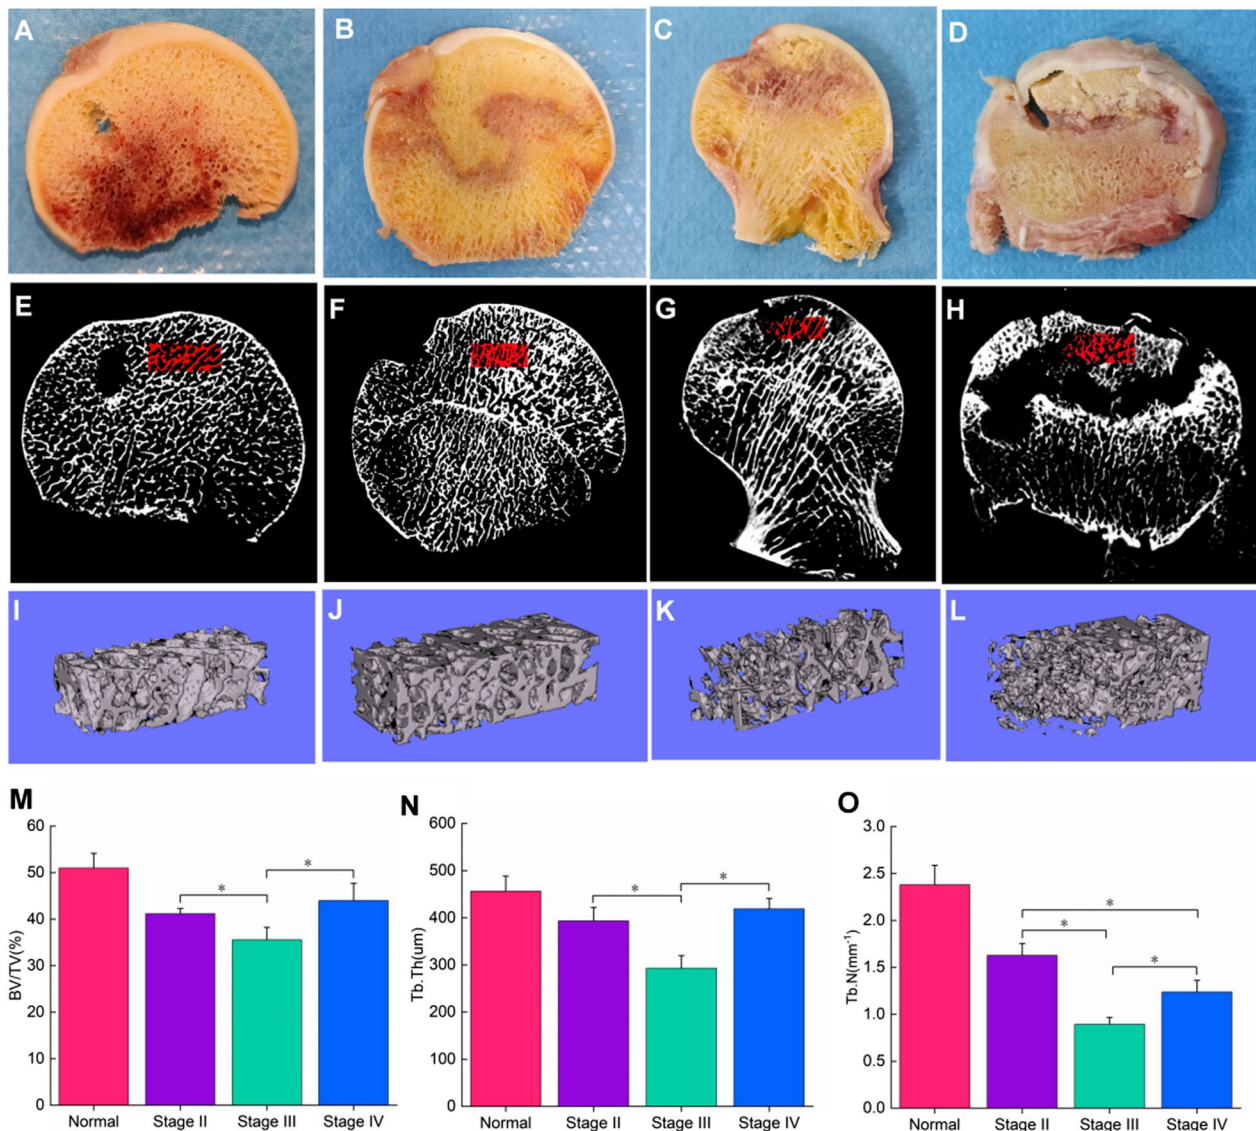 A B C D
E F G H
I J K L
M N O
BV/TV(%)
60
50
40
30
20
10
0
*
*
Normal Stage II Stage III Stage IV
Tb.Th(um)
600
500
400
300
200
100
0
*
*
Normal Stage II Stage III Stage IV
Tb.N(mm⁻¹)
3.0
2.5
2.0
1.5
1.0
0.5
0.0
*
*
*
Normal Stage II Stage III Stage IV